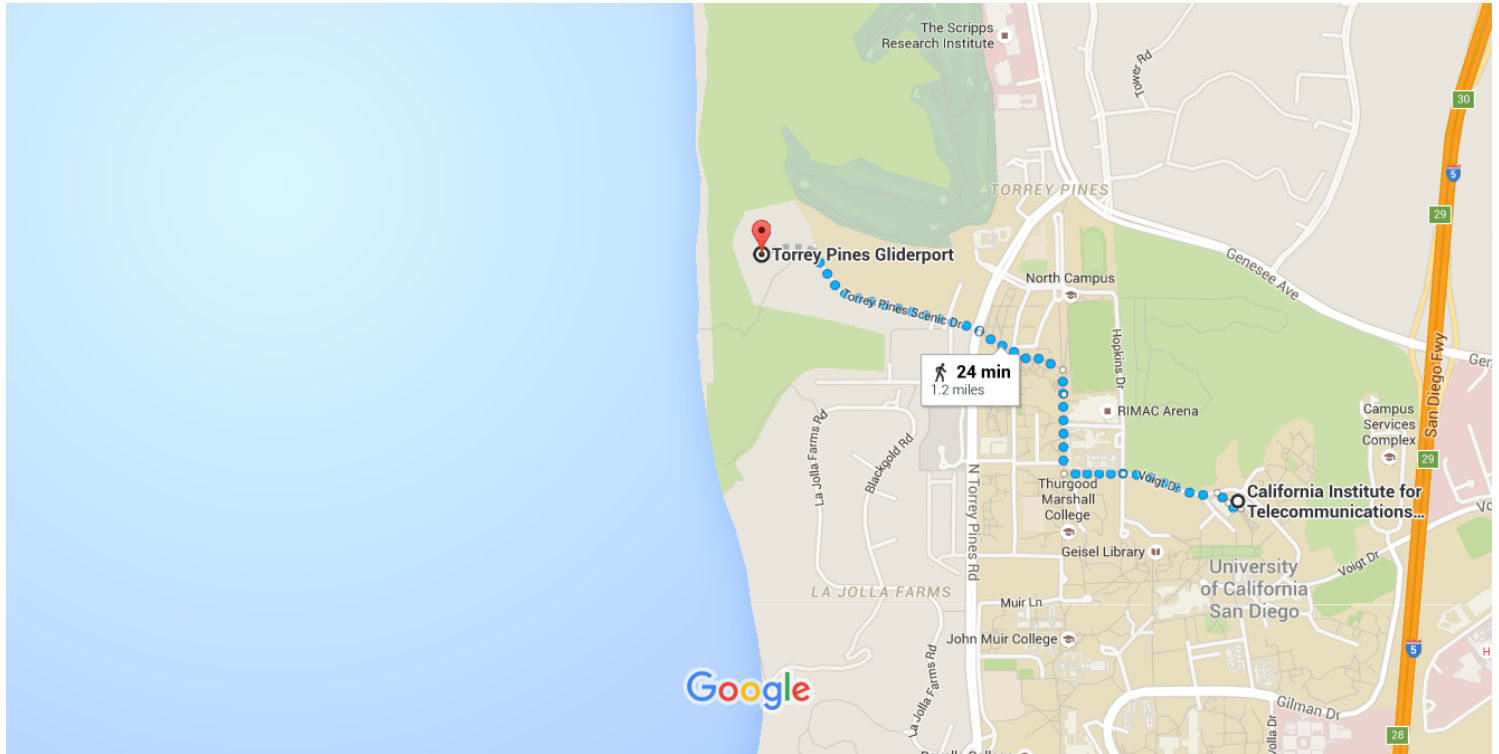 The Scripps
Research Institute
Tower Rd
30
5
TORREY PINES
29
Genesee Ave
Torrey Pines Gliderport
North Campus
Torrey Pines Scenic Dr
Hopkins Dr
San Diego Fwy
24 min
1.2 miles
RIMAC Arena
Campus
Services
Complex
La Jolla Farms Rd
Blackgold Rd
29
N Torrey Pines Rd
Thurgood
Marshall
College
Voigt Dr
California Institute for
Telecommunications...
Geisel Library
Voigt Dr
University
of California
San Diego
LA JOLLA FARMS
Muir Ln
John Muir College
La Jolla Farms Rd
5
H
Google
Gilman Dr
28